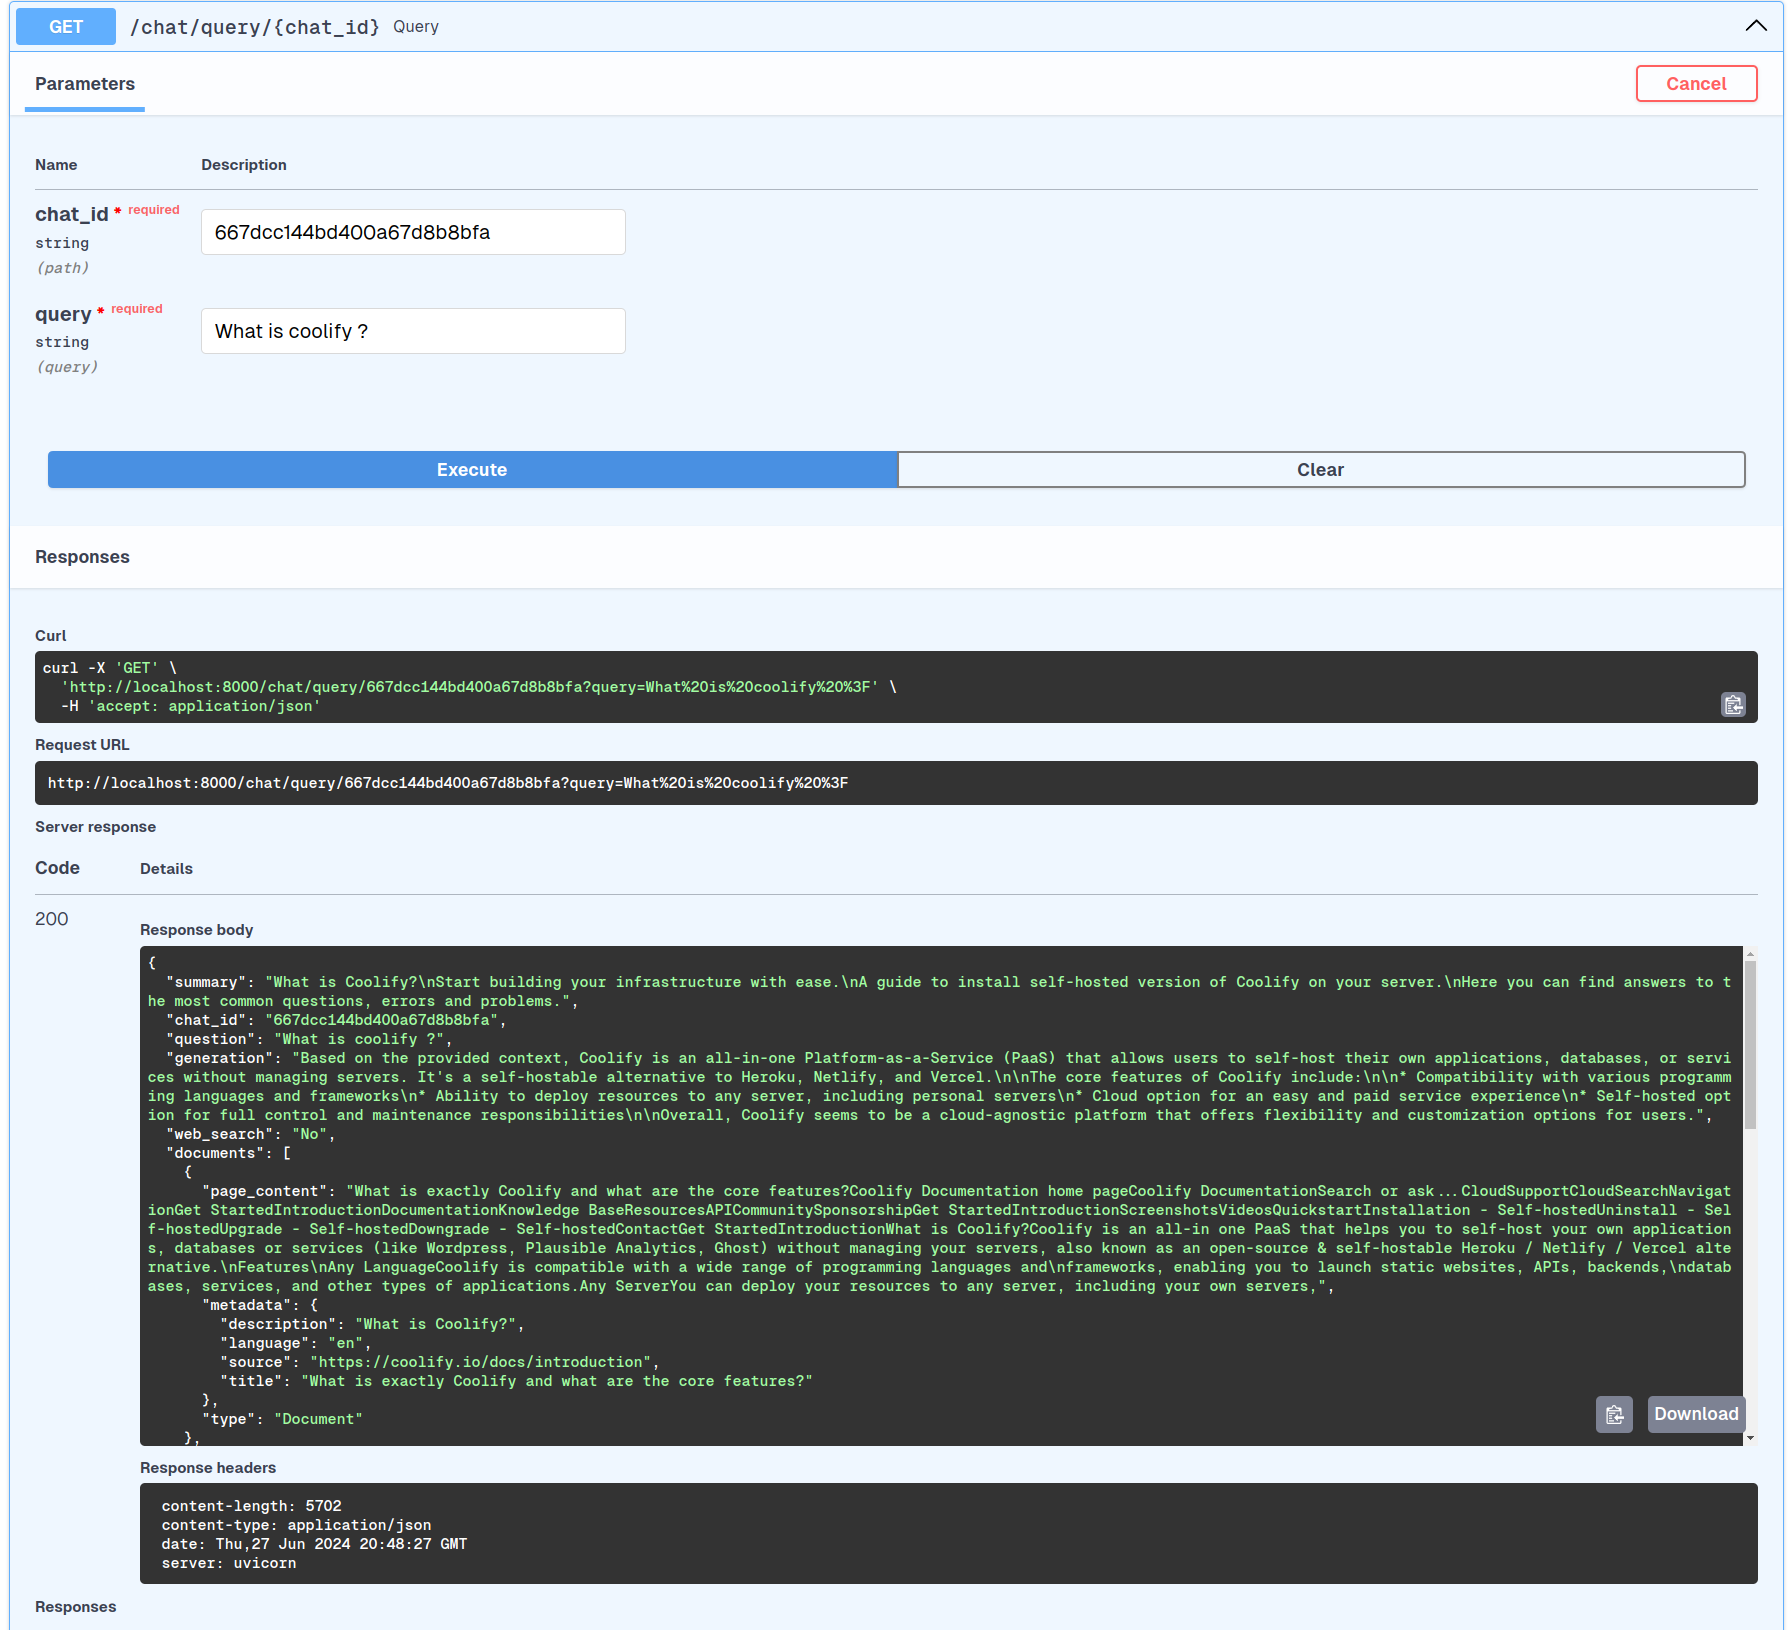 GET /chat/query/{chat_id} Query
Parameters
Cancel
Name Description
chat_id * required
string
(path)
667dcc144bd400a67d8b8bfa
query * required
string
(query)
What is coolify ?
Execute
Clear
Responses
Curl
curl -X 'GET' \
'http://localhost:8000/chat/query/667dcc144bd400a67d8b8bfa?query=What%20is%20coolify%20%3F' \
-H 'accept: application/json'
Request URL
http://localhost:8000/chat/query/667dcc144bd400a67d8b8bfa?query=What%20is%20coolify%20%3F
Server response
Code Details
200
Response body
{
"summary": "What is Coolify?\nStart building your infrastructure with ease.\nA guide to install self-hosted version of Coolify on your server.\nHere you can find answers to t
he most common questions, errors and problems.",
"chat_id": "667dcc144bd400a67d8b8bfa",
"question": "What is coolify ?",
"generation": "Based on the provided context, Coolify is an all-in-one Platform-as-a-Service (PaaS) that allows users to self-host their own applications, databases, or servi
ces without managing servers. It's a self-hostable alternative to Heroku, Netlify, and Vercel.\n\nThe core features of Coolify include:\n\n* Compatibility with various programm
ing languages and frameworks\n* Ability to deploy resources to any server, including personal servers\n* Cloud option for an easy and paid service experience\n* Self-hosted opt
ion for full control and maintenance responsibilities\n\nOverall, Coolify seems to be a cloud-agnostic platform that offers flexibility and customization options for users.",
"web_search": "No",
"documents": [
{
"page_content": "What is exactly Coolify and what are the core features?Coolify Documentation home pageCoolify DocumentationSearch or ask...CloudSupportCloudSearchNavigat
ionGet StartedIntroductionDocumentationKnowledge BaseResourcesAPICommunitySponsorshipGet StartedIntroductionScreenshotsVideosQuickstartInstallation - Self-hostedUninstall - Sel
f-hostedUpgrade - Self-hostedDowngrade - Self-hostedContactGet StartedIntroductionWhat is Coolify?Coolify is an all-in one PaaS that helps you to self-host your own application
s, databases or services (like Wordpress, Plausible Analytics, Ghost) without managing your servers, also known as an open-source & self-hostable Heroku / Netlify / Vercel alte
rnative.\nFeatures\nAny LanguageCoolify is compatible with a wide range of programming languages and\nframeworks, enabling you to launch static websites, APIs, backends,\ndatab
ases, services, and other types of applications.Any ServerYou can deploy your resources to any server, including your own servers,",
"metadata": {
"description": "What is Coolify?",
"language": "en",
"source": "https://coolify.io/docs/introduction",
"title": "What is exactly Coolify and what are the core features?"
},
"type": "Document"
},
Download
Response headers
content-length: 5702
content-type: application/json
date: Thu,27 Jun 2024 20:48:27 GMT
server: uvicorn
Responses